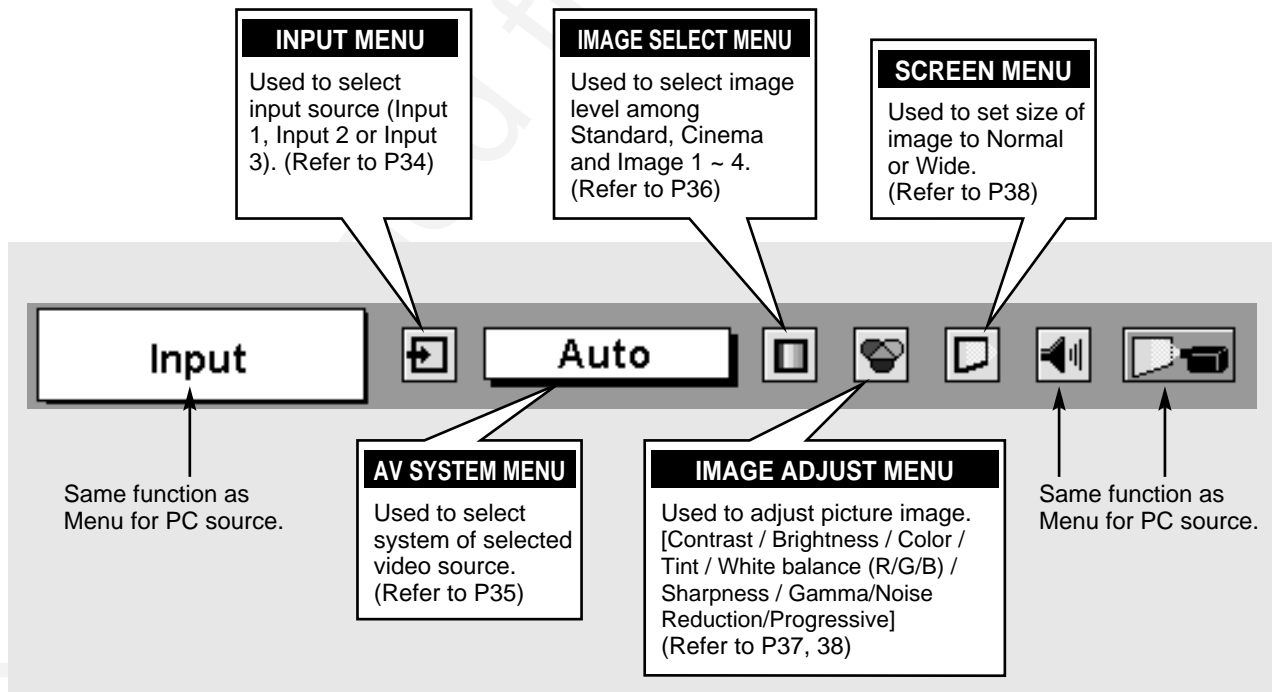 INPUT MENU
Used to select
input source (Input
1, Input 2 or Input
3). (Refer to P34)
IMAGE SELECT MENU
Used to select image
level among
Standard, Cinema
and Image 1 ~ 4.
(Refer to P36)
SCREEN MENU
Used to set size of
image to Normal
or Wide.
(Refer to P38)
Input
Auto
Same function as
Menu for PC source.
AV SYSTEM MENU
Used to select
system of selected
video source.
(Refer to P35)
IMAGE ADJUST MENU
Used to adjust picture image.
[Contrast / Brightness / Color /
Tint / White balance (R/G/B) /
Sharpness / Gamma/Noise
Reduction/Progressive]
(Refer to P37, 38)
Same function as
Menu for PC source.